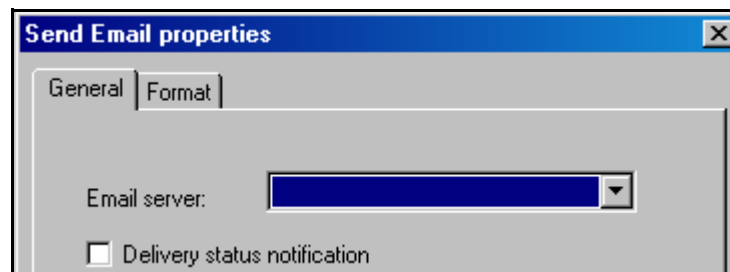 Send Email properties
General Format
Email server:
Delivery status notification